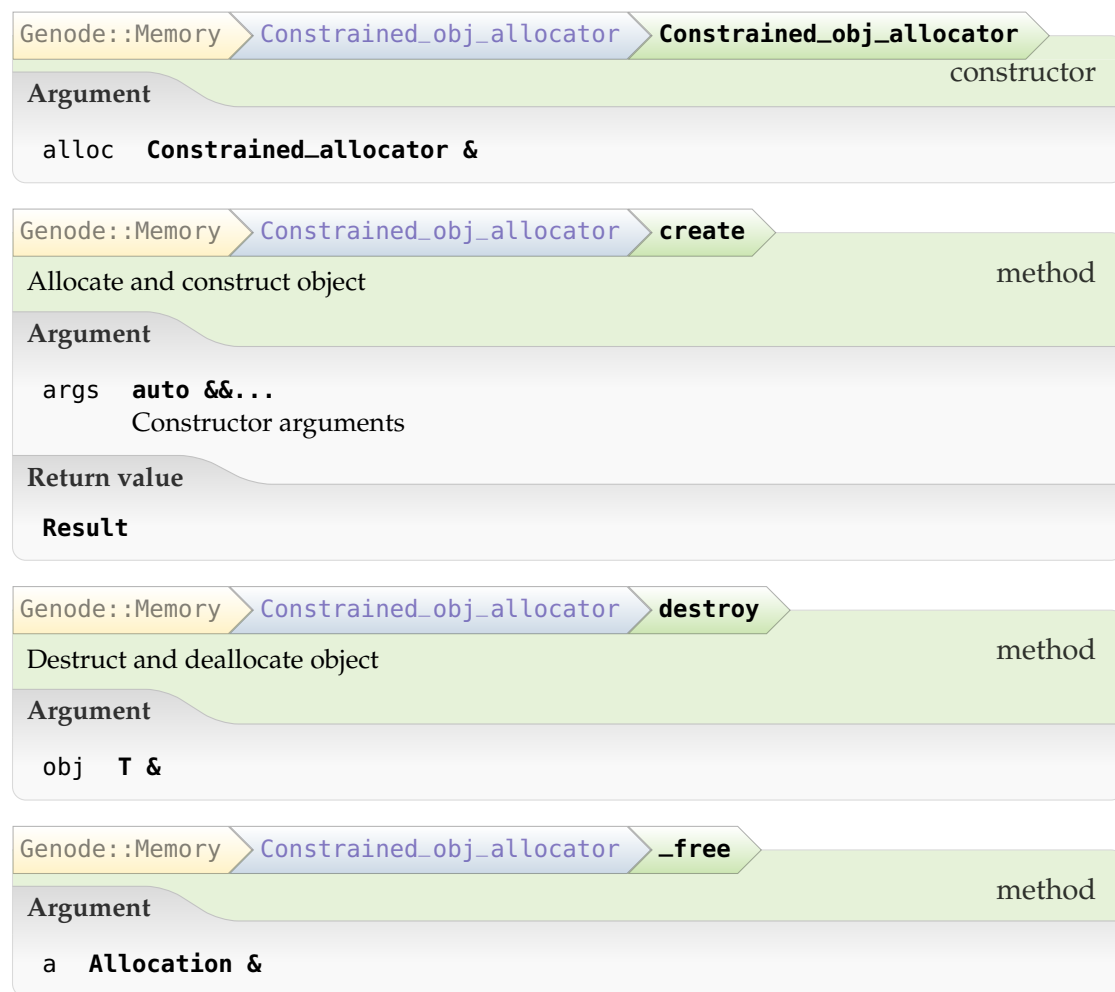 Genode::Memory Constrained_obj_allocator Constrained_obj_allocator
constructor
Argument
alloc Constrained_allocator &
Genode::Memory Constrained_obj_allocator create
Allocate and construct object method
Argument
args auto &&...
Constructor arguments
Return value
Result
Genode::Memory Constrained_obj_allocator destroy
Destruct and deallocate object method
Argument
obj T &
Genode::Memory Constrained_obj_allocator _free
method
Argument
a Allocation &